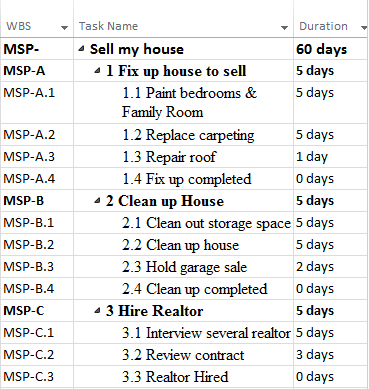 WBS Task Name Duration
MSP- Sell my house 60 days
MSP-A 1 Fix up house to sell 5 days
MSP-A.1 1.1 Paint bedrooms & 5 days
Family Room
MSP-A.2 1.2 Replace carpeting 5 days
MSP-A.3 1.3 Repair roof 1 day
MSP-A.4 1.4 Fix up completed 0 days
MSP-B 2 Clean up House 5 days
MSP-B.1 2.1 Clean out storage space 5 days
MSP-B.2 2.2 Clean up house 5 days
MSP-B.3 2.3 Hold garage sale 2 days
MSP-B.4 2.4 Clean up completed 0 days
MSP-C 3 Hire Realtor 5 days
MSP-C.1 3.1 Interview several realtor 5 days
MSP-C.2 3.2 Review contract 3 days
MSP-C.3 3.3 Realtor Hired 0 days